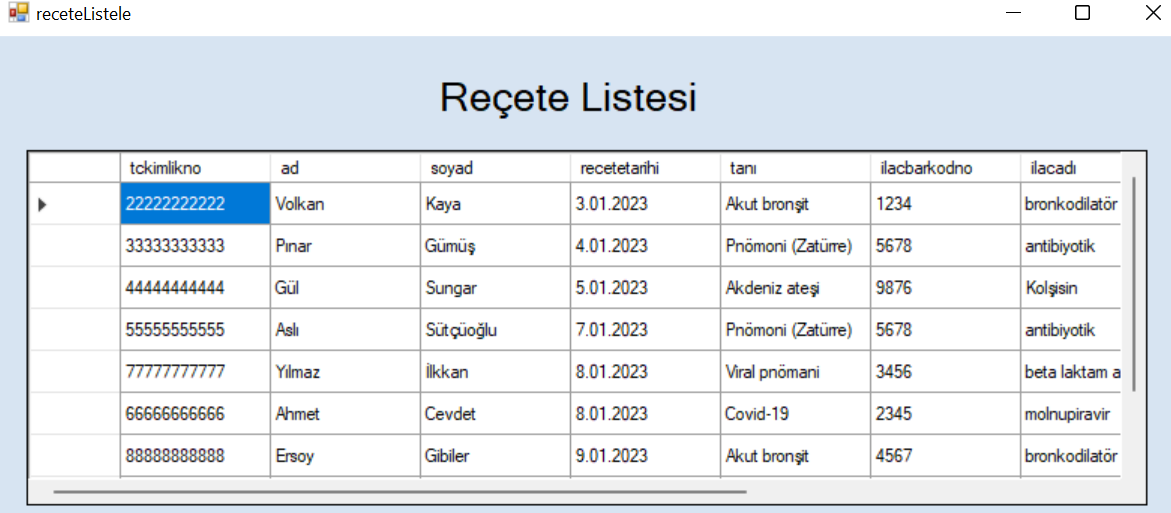 receteListele
Reçete Listesi
tckimlikno ad soyad recetetarihi tanı ilacbarkodno ilacadı
22222222222 Volkan Kaya 3.01.2023 Akut bronşit 1234 bronkodilatör
33333333333 Pınar Gümüş 4.01.2023 Pnömoni (Zatürre) 5678 antibiyotik
44444444444 Gül Sungar 5.01.2023 Akdeniz ateşi 9876 Kolşisin
55555555555 Aslı Sütçüoğlu 7.01.2023 Pnömoni (Zatürre) 5678 antibiyotik
77777777777 Yılmaz İlkkan 8.01.2023 Viral pnömani 3456 beta laktam a
66666666666 Ahmet Cevdet 8.01.2023 Covid-19 2345 molnupiravir
88888888888 Ersoy Gibiler 9.01.2023 Akut bronşit 4567 bronkodilatör